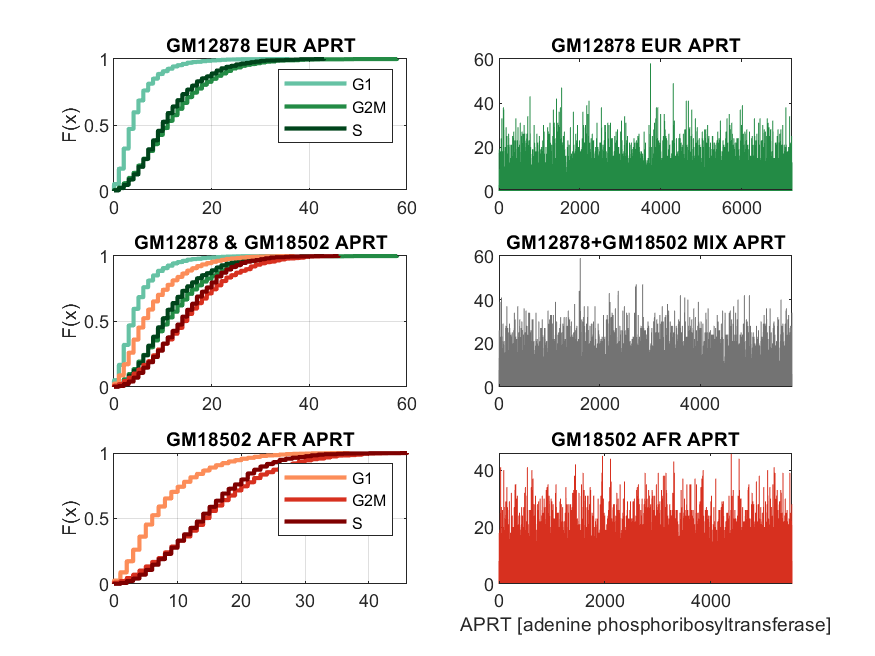 GM12878 EUR APRT
1
0.5
0
F(x)
0 20 40 60
G1
G2M
S
GM12878 EUR APRT
60
40
20
0
0 2000 4000 6000
GM12878 & GM18502 APRT
1
0.5
0
F(x)
0 20 40 60
GM12878+GM18502 MIX APRT
60
40
20
0
0 2000 4000
GM18502 AFR APRT
1
0.5
0
F(x)
0 10 20 30 40
G1
G2M
S
GM18502 AFR APRT
40
20
0
0 2000 4000
APRT [adenine phosphoribosyltransferase]